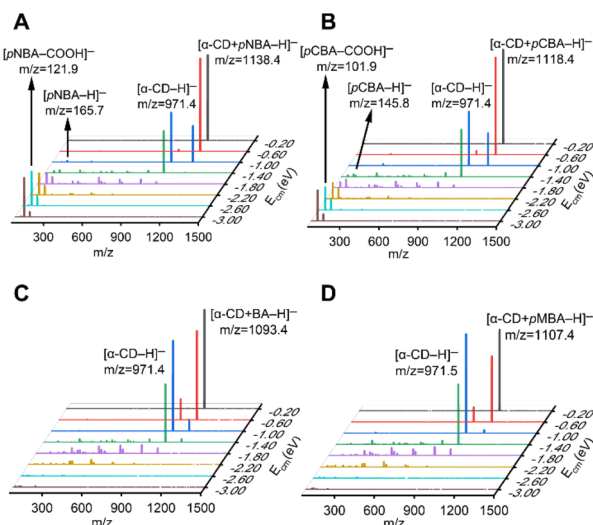 A
[pNBA–COOH]–
m/z=121.9
[pNBA–H]–
m/z=165.7
[α-CD–H]–
m/z=971.4
[α-CD+pNBA–H]–
m/z=1138.4
-0.20
-0.60
-1.00
-1.40
-1.80
-2.20
-2.60
-3.00
Ecm(eV)
300 600 900 1200 1500
m/z
B
[pCBA–COOH]–
m/z=101.9
[pCBA–H]–
m/z=145.8
[α-CD–H]–
m/z=971.4
[α-CD+pCBA–H]–
m/z=1118.4
-0.20
-0.60
-1.00
-1.40
-1.80
-2.20
-2.60
-3.00
Ecm(eV)
300 600 900 1200 1500
m/z
C
[α-CD–H]–
m/z=971.4
[α-CD+BA–H]–
m/z=1093.4
-0.20
-0.60
-1.00
-1.40
-1.80
-2.20
-2.60
-3.00
Ecm(eV)
300 600 900 1200 1500
m/z
D
[α-CD–H]–
m/z=971.5
[α-CD+pMBA–H]–
m/z=1107.4
-0.20
-0.60
-1.00
-1.40
-1.80
-2.20
-2.60
-3.00
Ecm(eV)
300 600 900 1200 1500
m/z